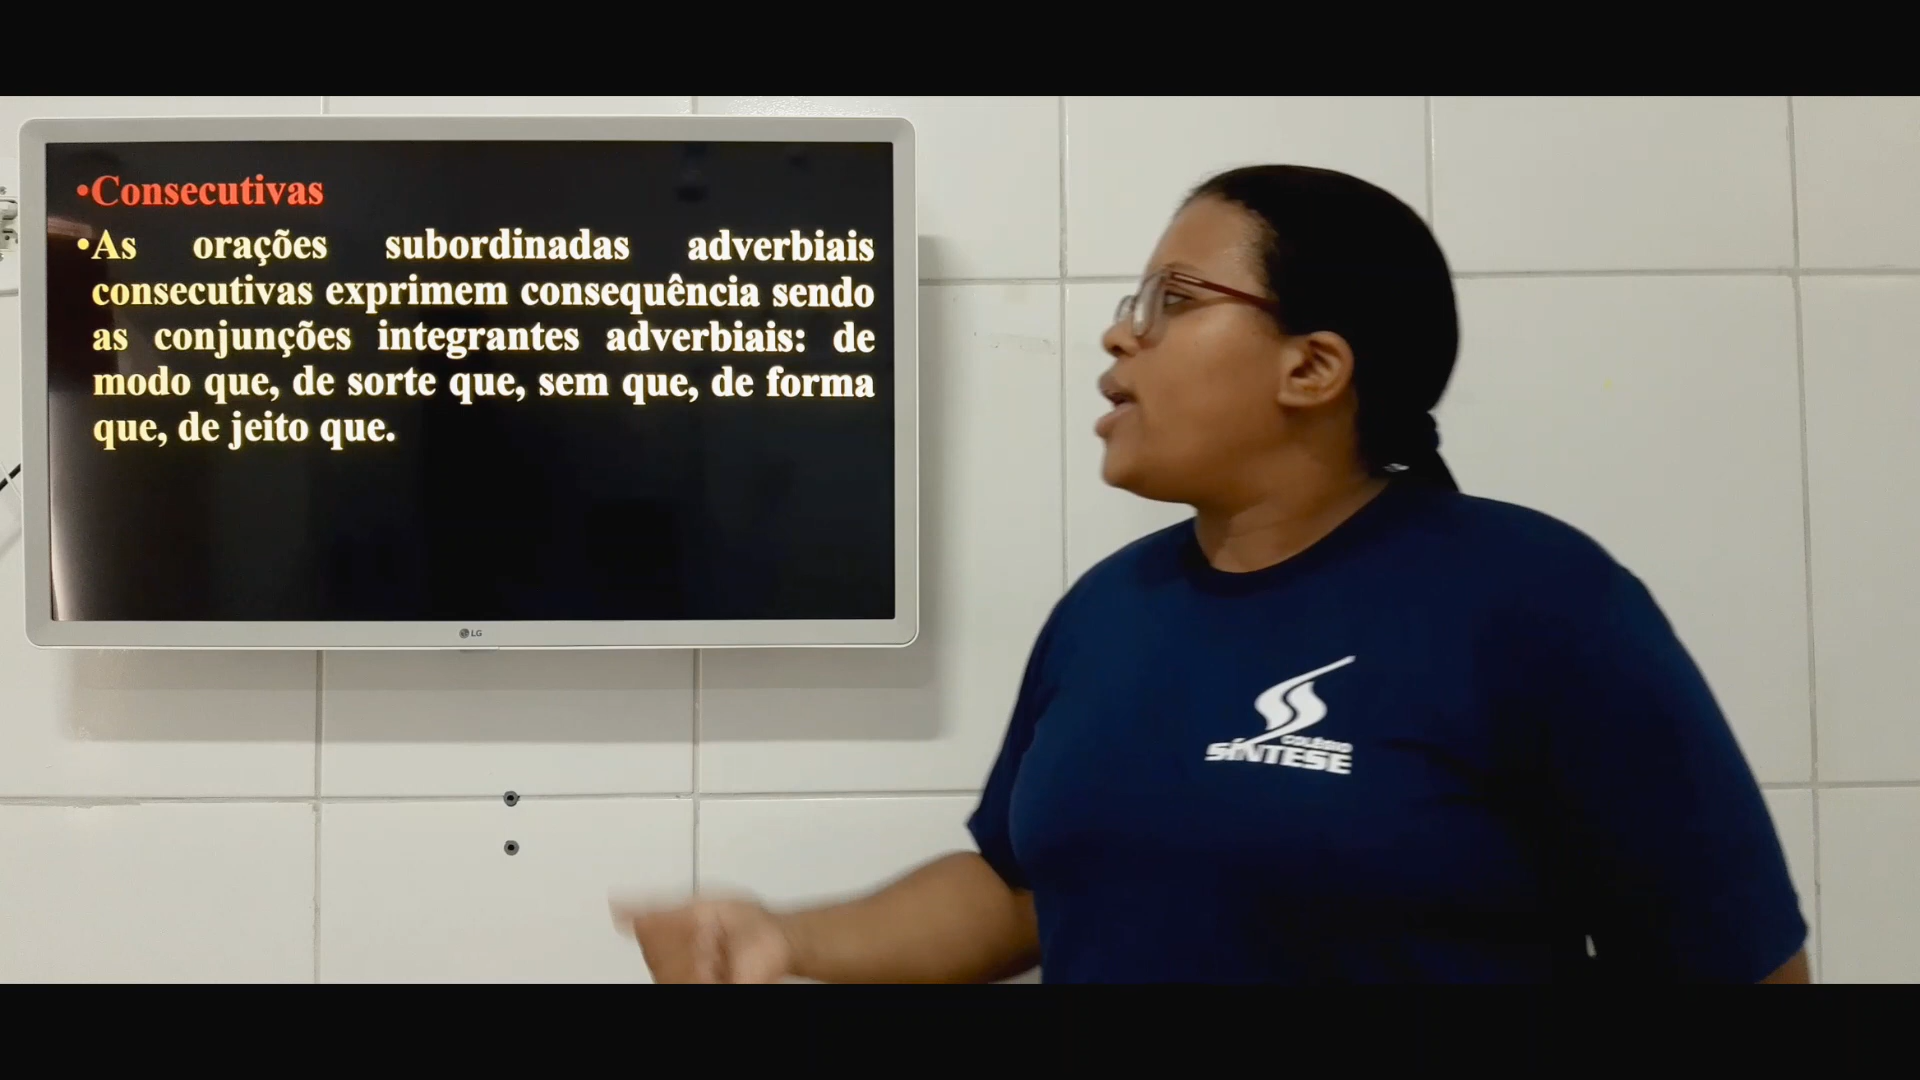 •Consecutivas
•As orações subordinadas adverbiais
consecutivas exprimem consequência sendo
as conjunções integrantes adverbiais: de
modo que, de sorte que, sem que, de forma
que, de jeito que.
LG
COLÉGIO
SÍNTESE